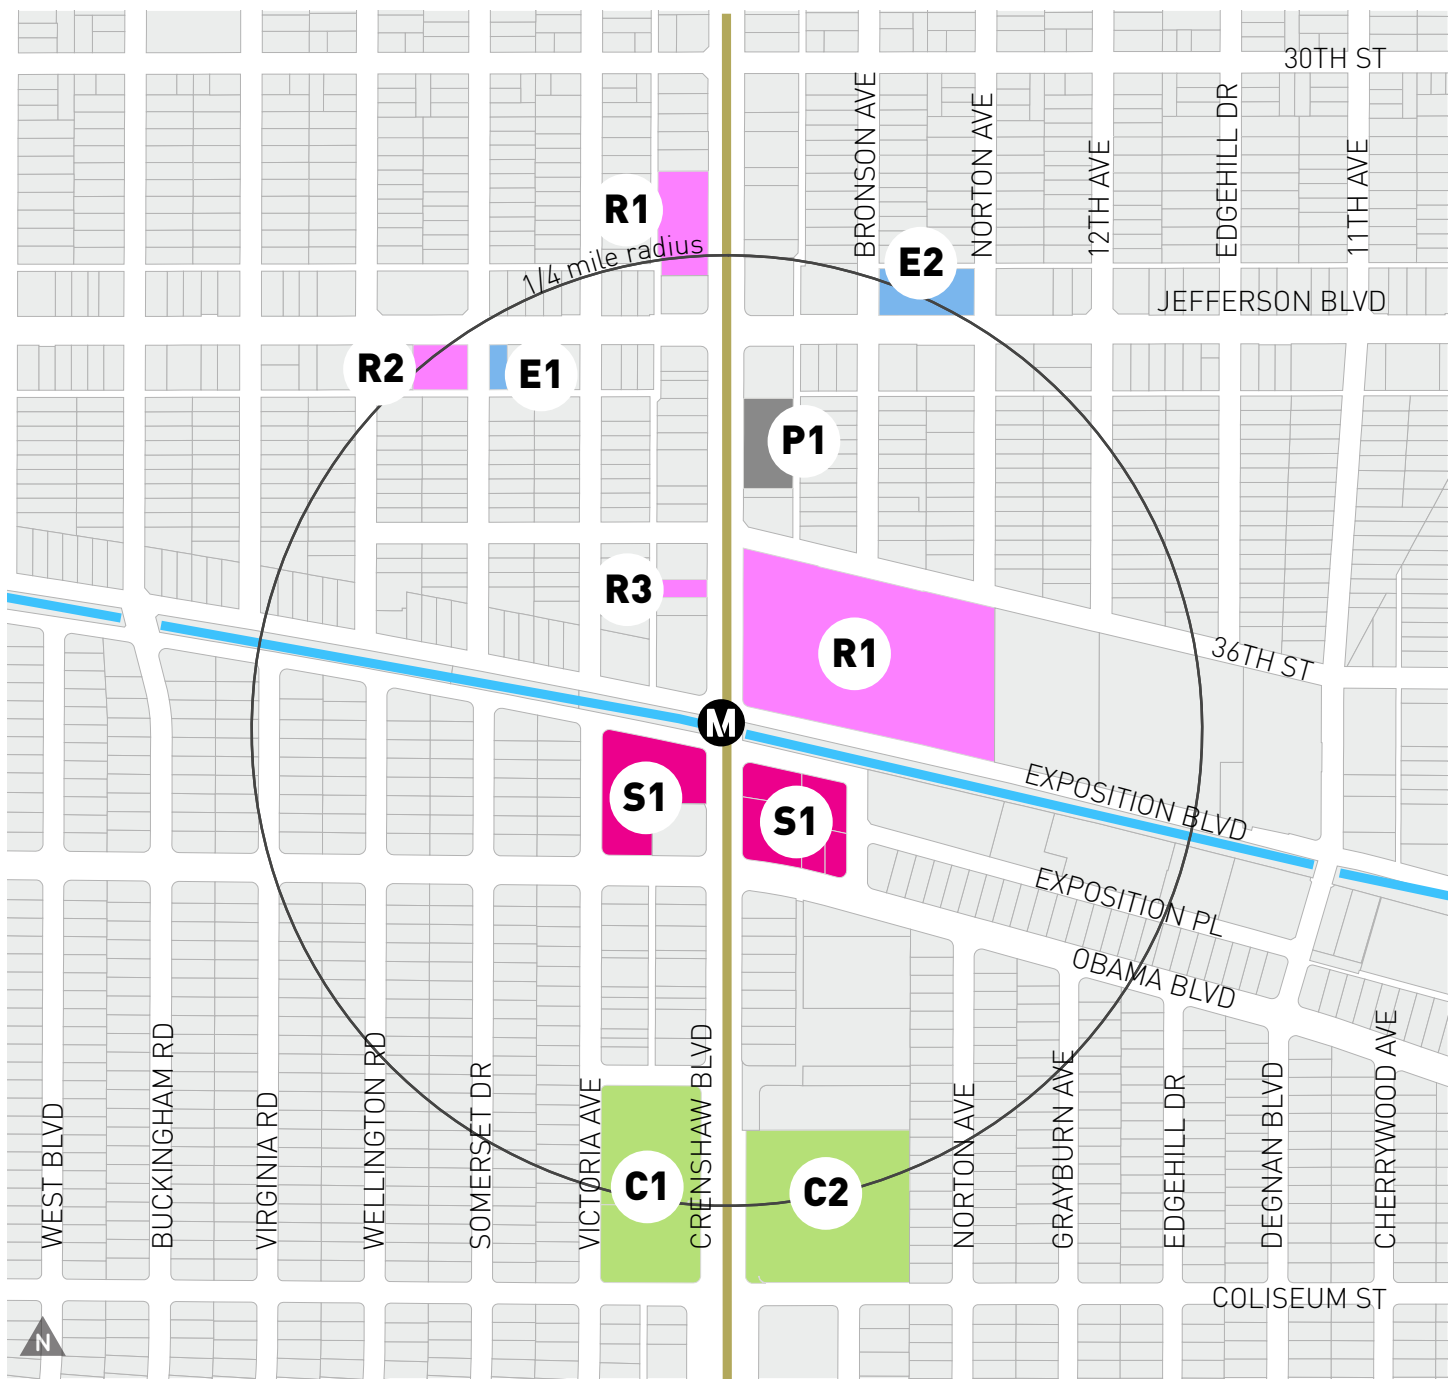 30TH ST
BRONSON AVE
NORTON AVE
12TH AVE
EDGEHILL DR
11TH AVE
R1
1/4 mile radius
E2
JEFFERSON BLVD
R2
E1
P1
R3
R1
36TH ST
M
S1
S1
EXPOSITION BLVD
EXPOSITION PL
OBAMA BLVD
WEST BLVD
BUCKINGHAM RD
VIRGINIA RD
WELLINGTON RD
SOMERSET DR
VICTORIA AVE
CRENSHAW BLVD
NORTON AVE
GRAYBURN AVE
EDGEHILL DR
DEGNAN BLVD
CHERRYWOOD AVE
C1
C2
COLISEUM ST
N